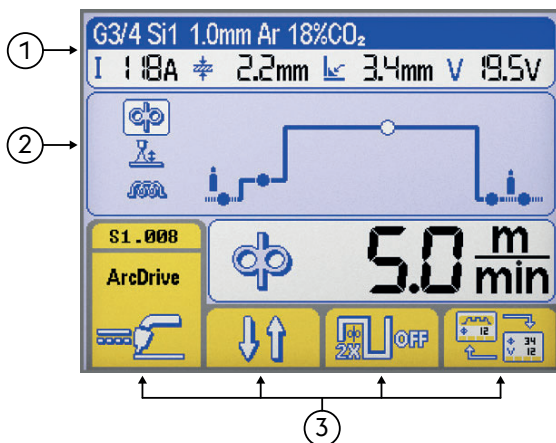 1
G3/4 Si1 1.0mm Ar 18%CO₂
I 118A 2.2mm 3.4mm V 19.5V
2
S1.008
ArcDrive
5.0 m/min
2X OFF
12
34
V 12
3